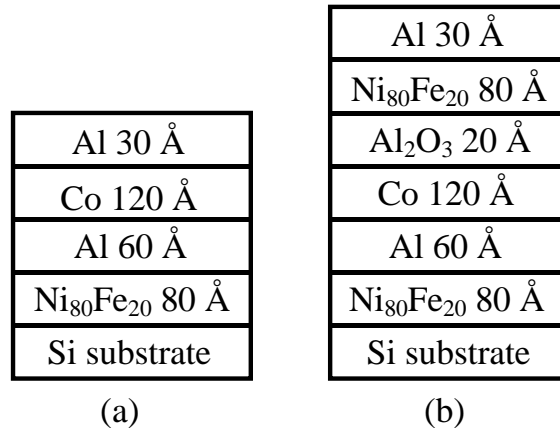 Al 30 Å
Co 120 Å
Al 60 Å
Ni₈₀Fe₂₀ 80 Å
Si substrate
(a)
Al 30 Å
Ni₈₀Fe₂₀ 80 Å
Al₂O₃ 20 Å
Co 120 Å
Al 60 Å
Ni₈₀Fe₂₀ 80 Å
Si substrate
(b)